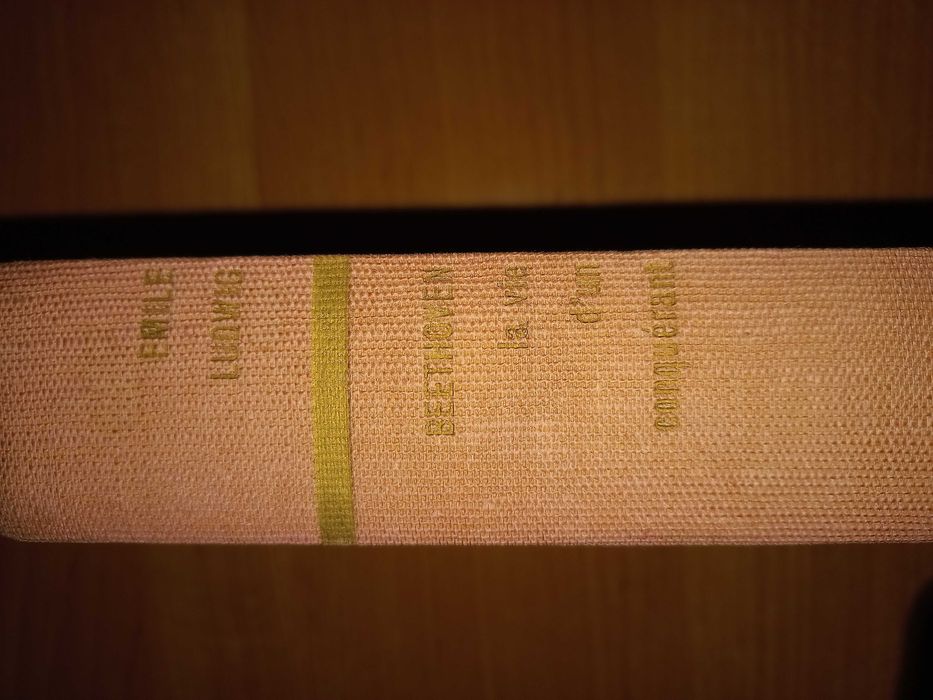 EMILE
LUDWIG
BEETHOVEN
la vie
d'un
conquérant